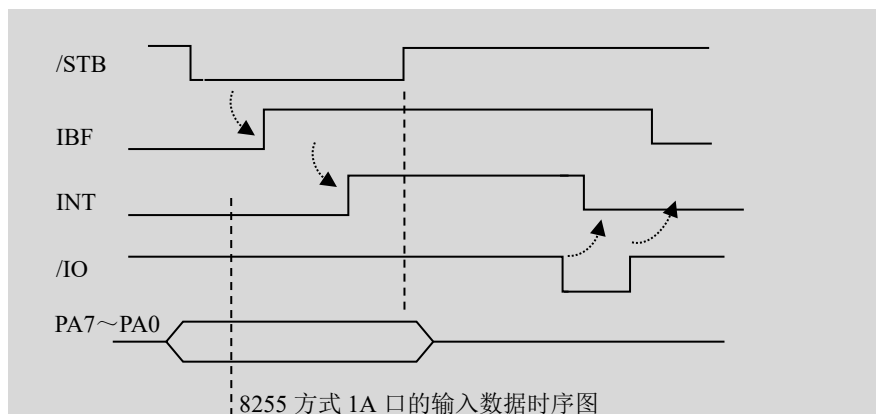 /STB
IBF
INT
/IO
PA7～PA0
8255 方式 1A 口的输入数据时序图